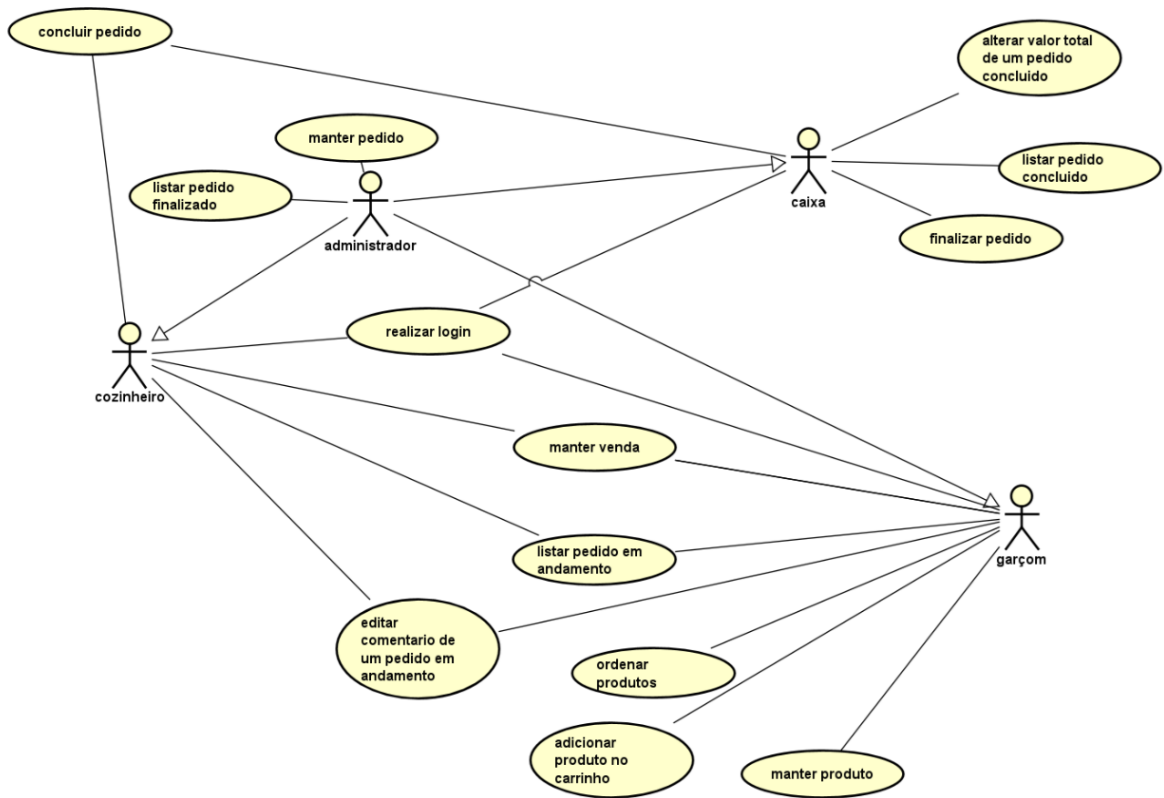 concluir pedido
alterar valor total
de um pedido
concluido
manter pedido
listar pedido
finalizado
administrador
caixa
listar pedido
concluido
finalizar pedido
realizar login
cozinheiro
manter venda
listar pedido em
andamento
garçom
editar
comentario de
um pedido em
andamento
ordenar
produtos
adicionar
produto no
carrinho
manter produto